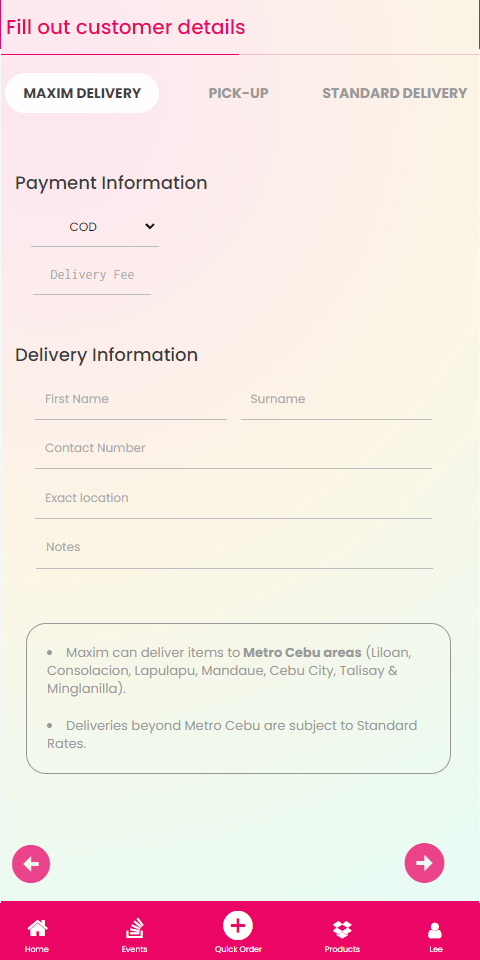 Fill out customer details
MAXIM DELIVERY PICK-UP STANDARD DELIVERY
Payment Information
COD
Delivery Fee
Delivery Information
First Name Surname
Contact Number
Exact location
Notes
• Maxim can deliver items to Metro Cebu areas (Liloan,
Consolacion, Lapulapu, Mandaue, Cebu City, Talisay &
Minglanilla).
• Deliveries beyond Metro Cebu are subject to Standard
Rates.
Home Events Quick Order Products Lee